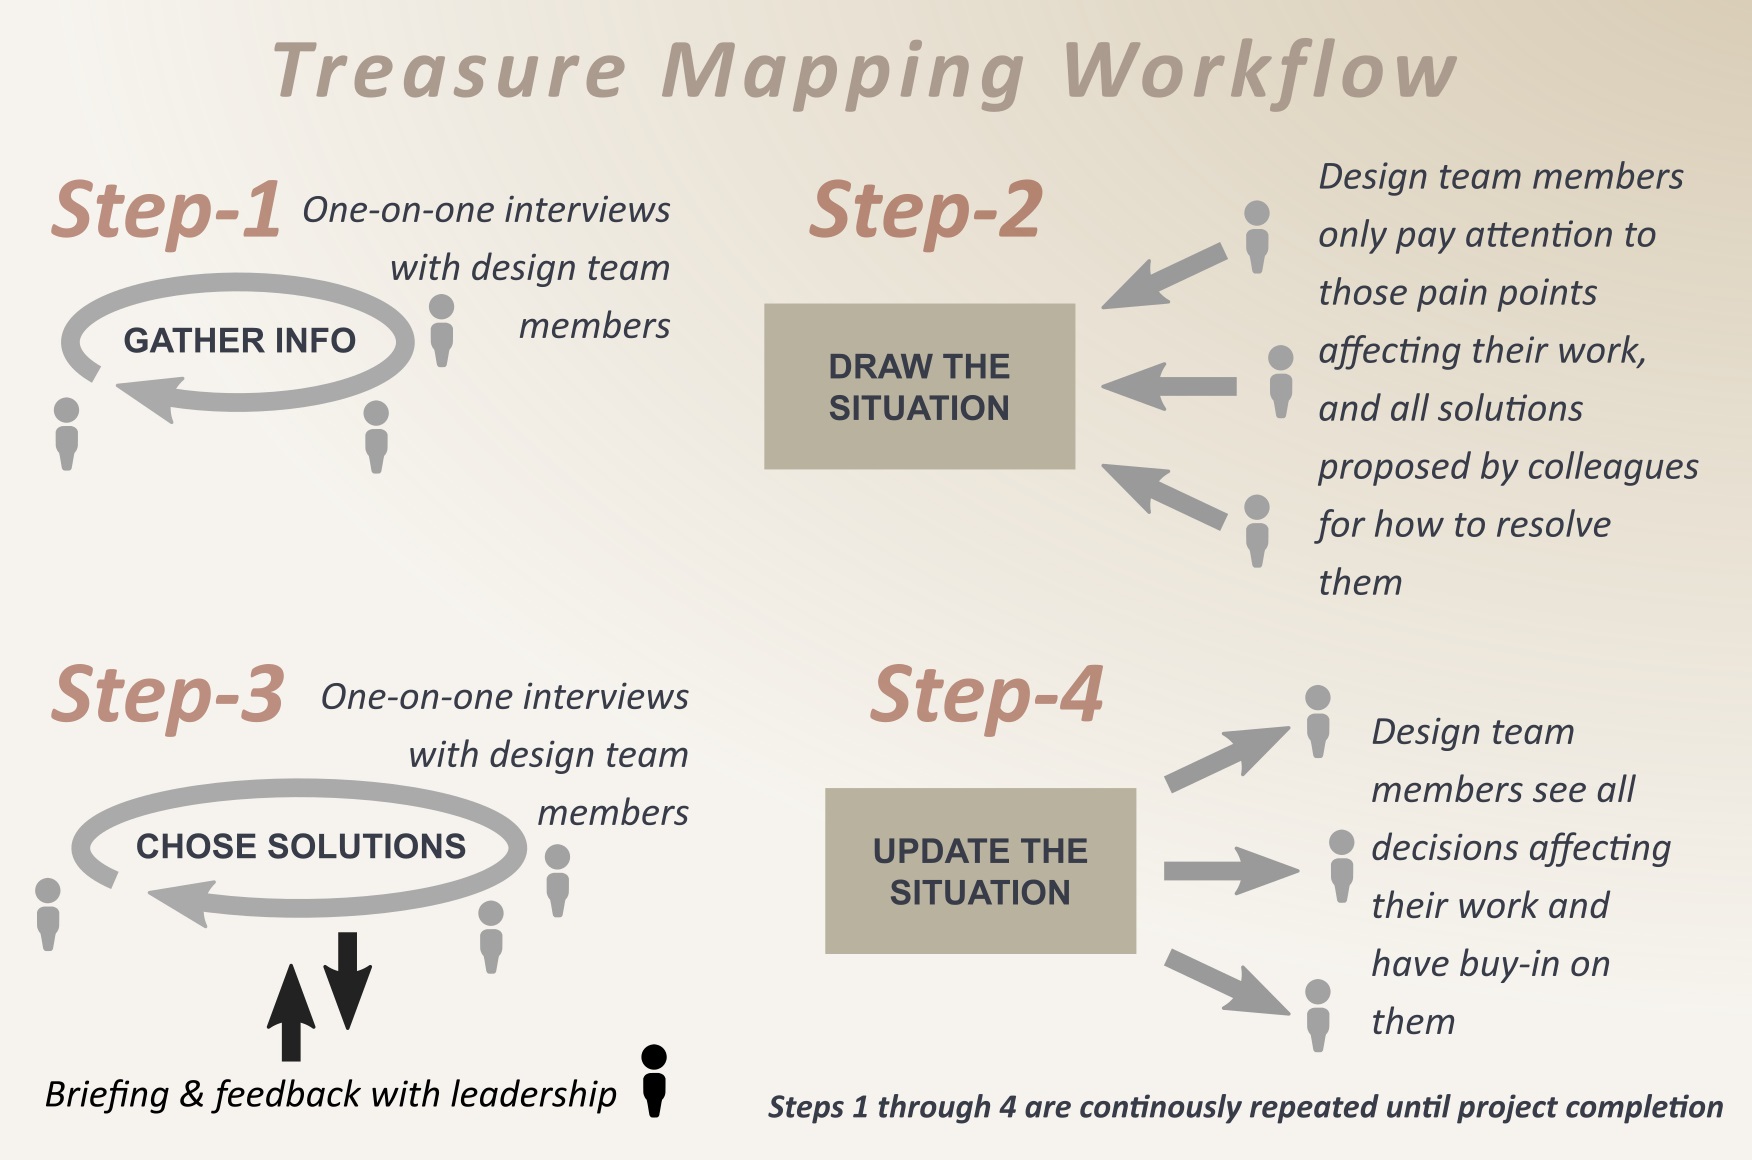 Treasure Mapping Workflow
Step-1
One-on-one interviews
with design team
members
GATHER INFO
Step-2
DRAW THE
SITUATION
Design team members
only pay attention to
those pain points
affecting their work,
and all solutions
proposed by colleagues
for how to resolve
them
Step-3
One-on-one interviews
with design team
members
CHOSE SOLUTIONS
Briefing & feedback with leadership
Step-4
UPDATE THE
SITUATION
Design team
members see all
decisions affecting
their work and
have buy-in on
them
Steps 1 through 4 are continously repeated until project completion